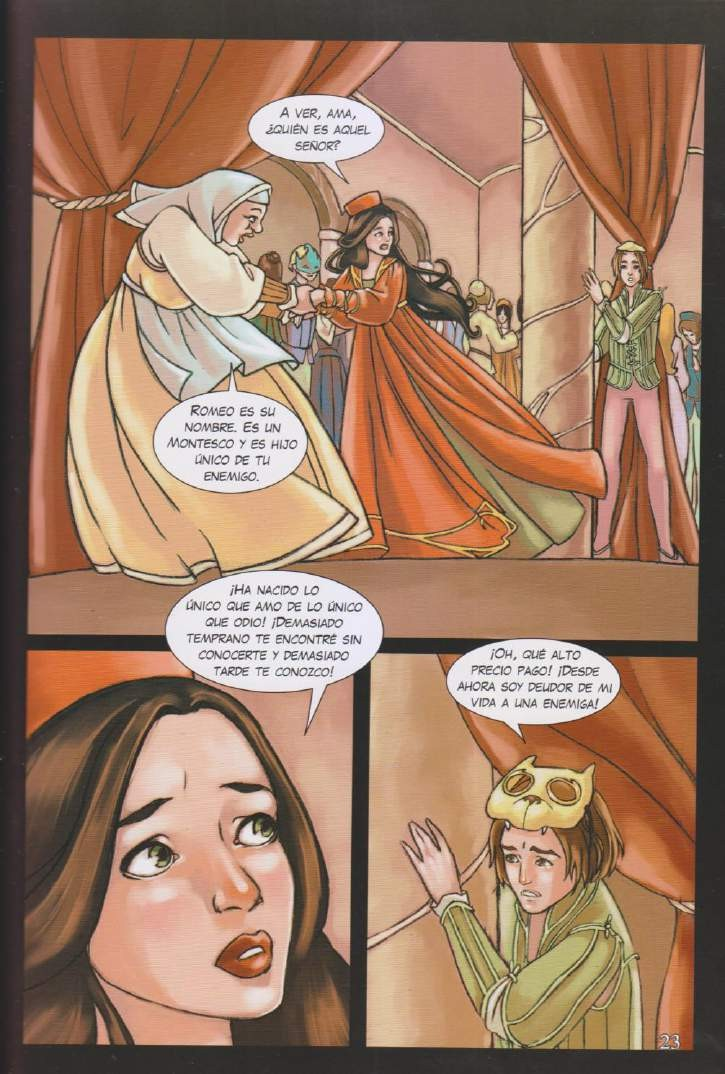 A VER, AMA,
¿QUIÉN ES AQUEL
SEÑOR?
ROMEO ES SU
NOMBRE. ES UN
MONTESCO Y ES HIJO
ÚNICO DE TU
ENEMIGO.
¡HA NACIDO LO
ÚNICO QUE AMO DE LO ÚNICO
QUE ODIO! ¡DEMASIADO
TEMPRANO TE ENCONTRÉ SIN
CONOCERTE Y DEMASIADO
TARDE TE CONOZCO!
¡OH, QUÉ ALTO
PRECIO PAGO! ¡DESDE
AHORA SOY DEUDOR DE MI
VIDA A UNA ENEMIGA!
23